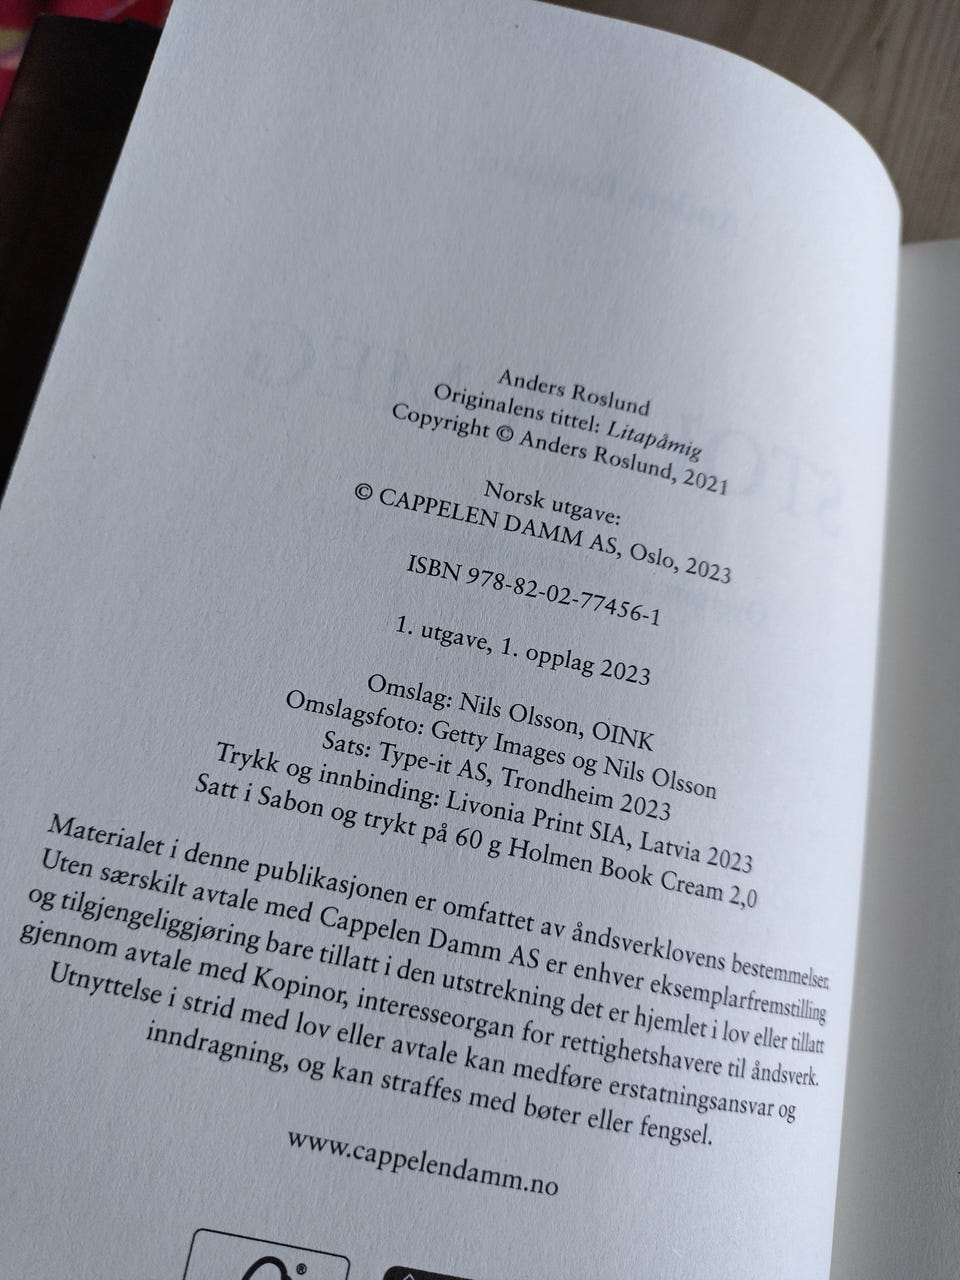 Anders Roslund
Originalens tittel: Litapåmig
Copyright © Anders Roslund, 2021
Norsk utgave:
© CAPPELEN DAMM AS, Oslo, 2023
ISBN 978-82-02-77456-1
1. utgave, 1. opplag 2023
Omslag: Nils Olsson, OINK
Omslagsfoto: Getty Images og Nils Olsson
Sats: Type-it AS, Trondheim 2023
Trykk og innbinding: Livonia Print SIA, Latvia 2023
Satt i Sabon og trykt på 60 g Holmen Book Cream 2,0
Materialet i denne publikasjonen er omfattet av åndsverklovens bestemmelser.
Uten særskilt avtale med Cappelen Damm AS er enhver eksemplarfremstilling
og tilgjengeliggjøring bare tillatt i den utstrekning det er hjemlet i lov eller tillatt
gjennom avtale med Kopinor, interesseorgan for rettighetshavere til åndsverk.
Utnyttelse i strid med lov eller avtale kan medføre erstatningsansvar og
inndragning, og kan straffes med bøter eller fengsel.
www.cappelendamm.no
®